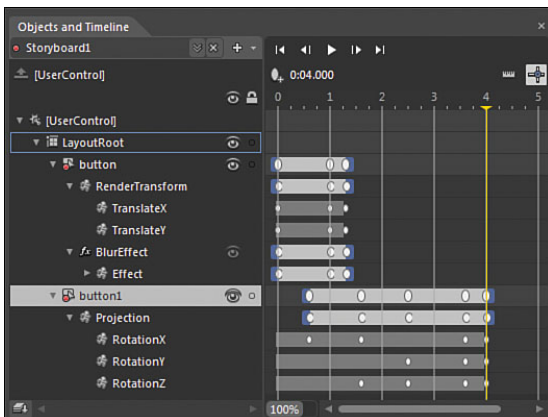 Objects and Timeline
Storyboard1
[UserControl]
0:04.000
0 1 2 3 4 5
[UserControl]
LayoutRoot
button
RenderTransform
TranslateX
TranslateY
fx BlurEffect
Effect
button1
Projection
RotationX
RotationY
RotationZ
100%